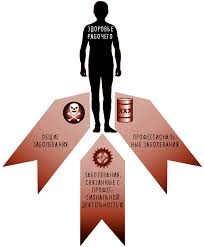 ЗДОРОВЬЕ
РАБОЧЕГО
ОБЩИЕ
ЗАБОЛЕВАНИЯ
ПРОФЕССИОНАЛЬ-
НЫЕ ЗАБОЛЕВАНИЯ
ЗАБОЛЕВАНИЯ,
СВЯЗАННЫЕ С
ПРОФЕС-
СИОНАЛЬНОЙ
ДЕЯТЕЛЬНОСТЬЮ